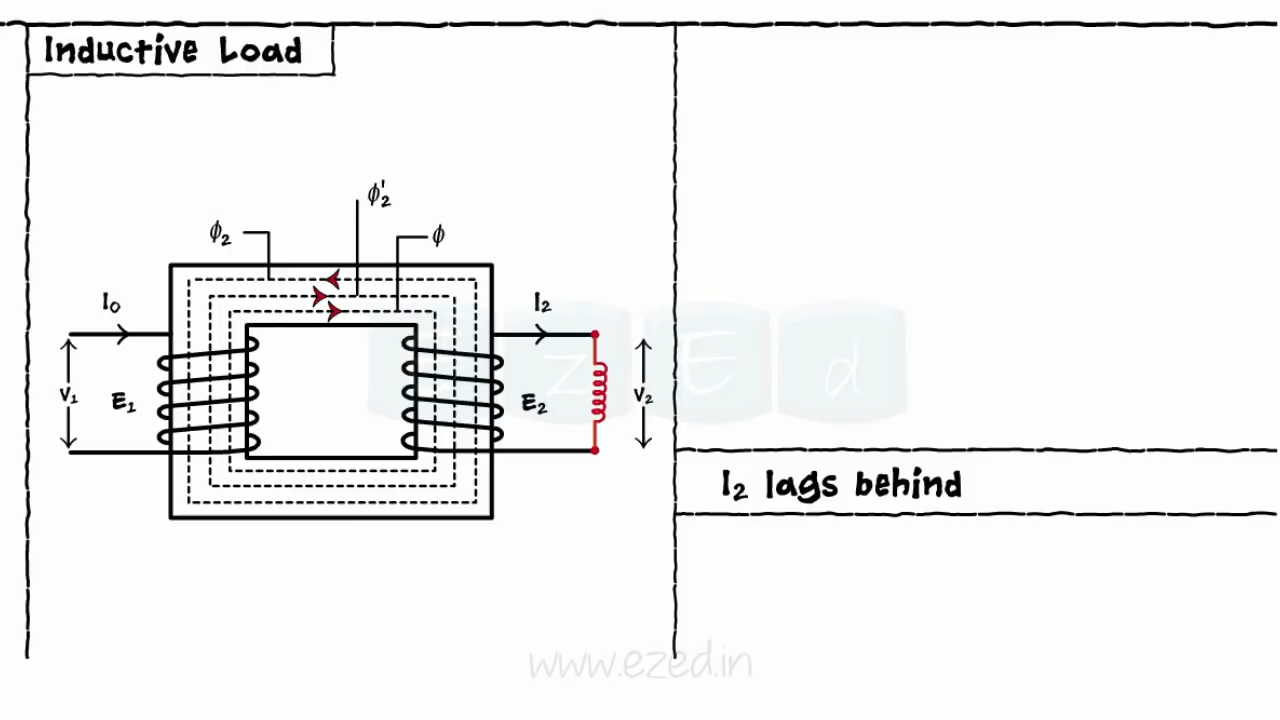 Inductive Load
ϕ'2
ϕ2
ϕ
I0
I2
V1
E1
E2
V2
E z E d
I2 lags behind
www.ezed.in